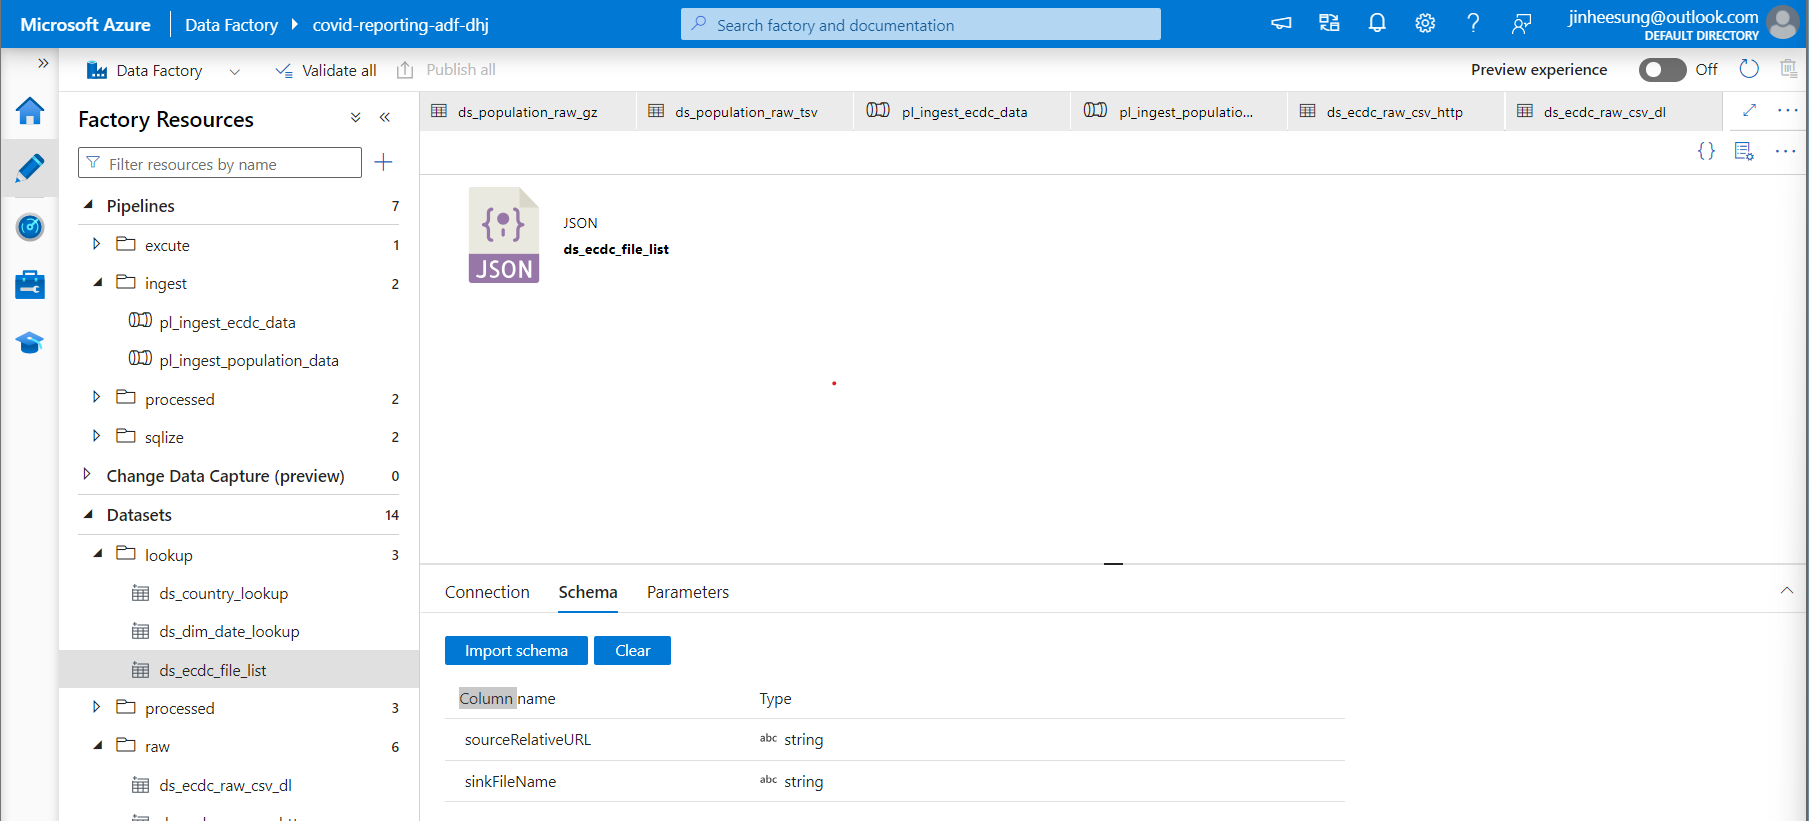 Microsoft Azure
Data Factory
covid-reporting-adf-dhj
Search factory and documentation
jinheesung@outlook.com
DEFAULT DIRECTORY
Data Factory
Validate all
Publish all
Preview experience
Off
Factory Resources
Filter resources by name
Pipelines 7
excute 1
ingest 2
pl_ingest_ecdc_data
pl_ingest_population_data
processed 2
sqlize 2
Change Data Capture (preview) 0
Datasets 14
lookup 3
ds_country_lookup
ds_dim_date_lookup
ds_ecdc_file_list
processed 3
raw 6
ds_ecdc_raw_csv_dl
ds_population_raw_gz
ds_population_raw_tsv
pl_ingest_ecdc_data
pl_ingest_populatio...
ds_ecdc_raw_csv_http
ds_ecdc_raw_csv_dl
JSON
JSON
ds_ecdc_file_list
Connection
Schema
Parameters
Import schema
Clear
Column name Type
sourceRelativeURL abc string
sinkFileName abc string